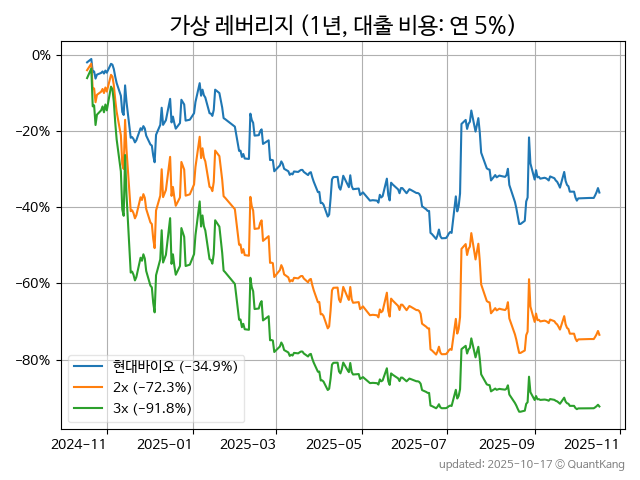 가상 레버리지 (1년, 대출 비용: 연 5%)
0%
−20%
−40%
−60%
−80%
현대바이오 (−34.9%)
2x (−72.3%)
3x (−91.8%)
2024-11 2025-01 2025-03 2025-05 2025-07 2025-09 2025-11
updated: 2025-10-17 © QuantKang